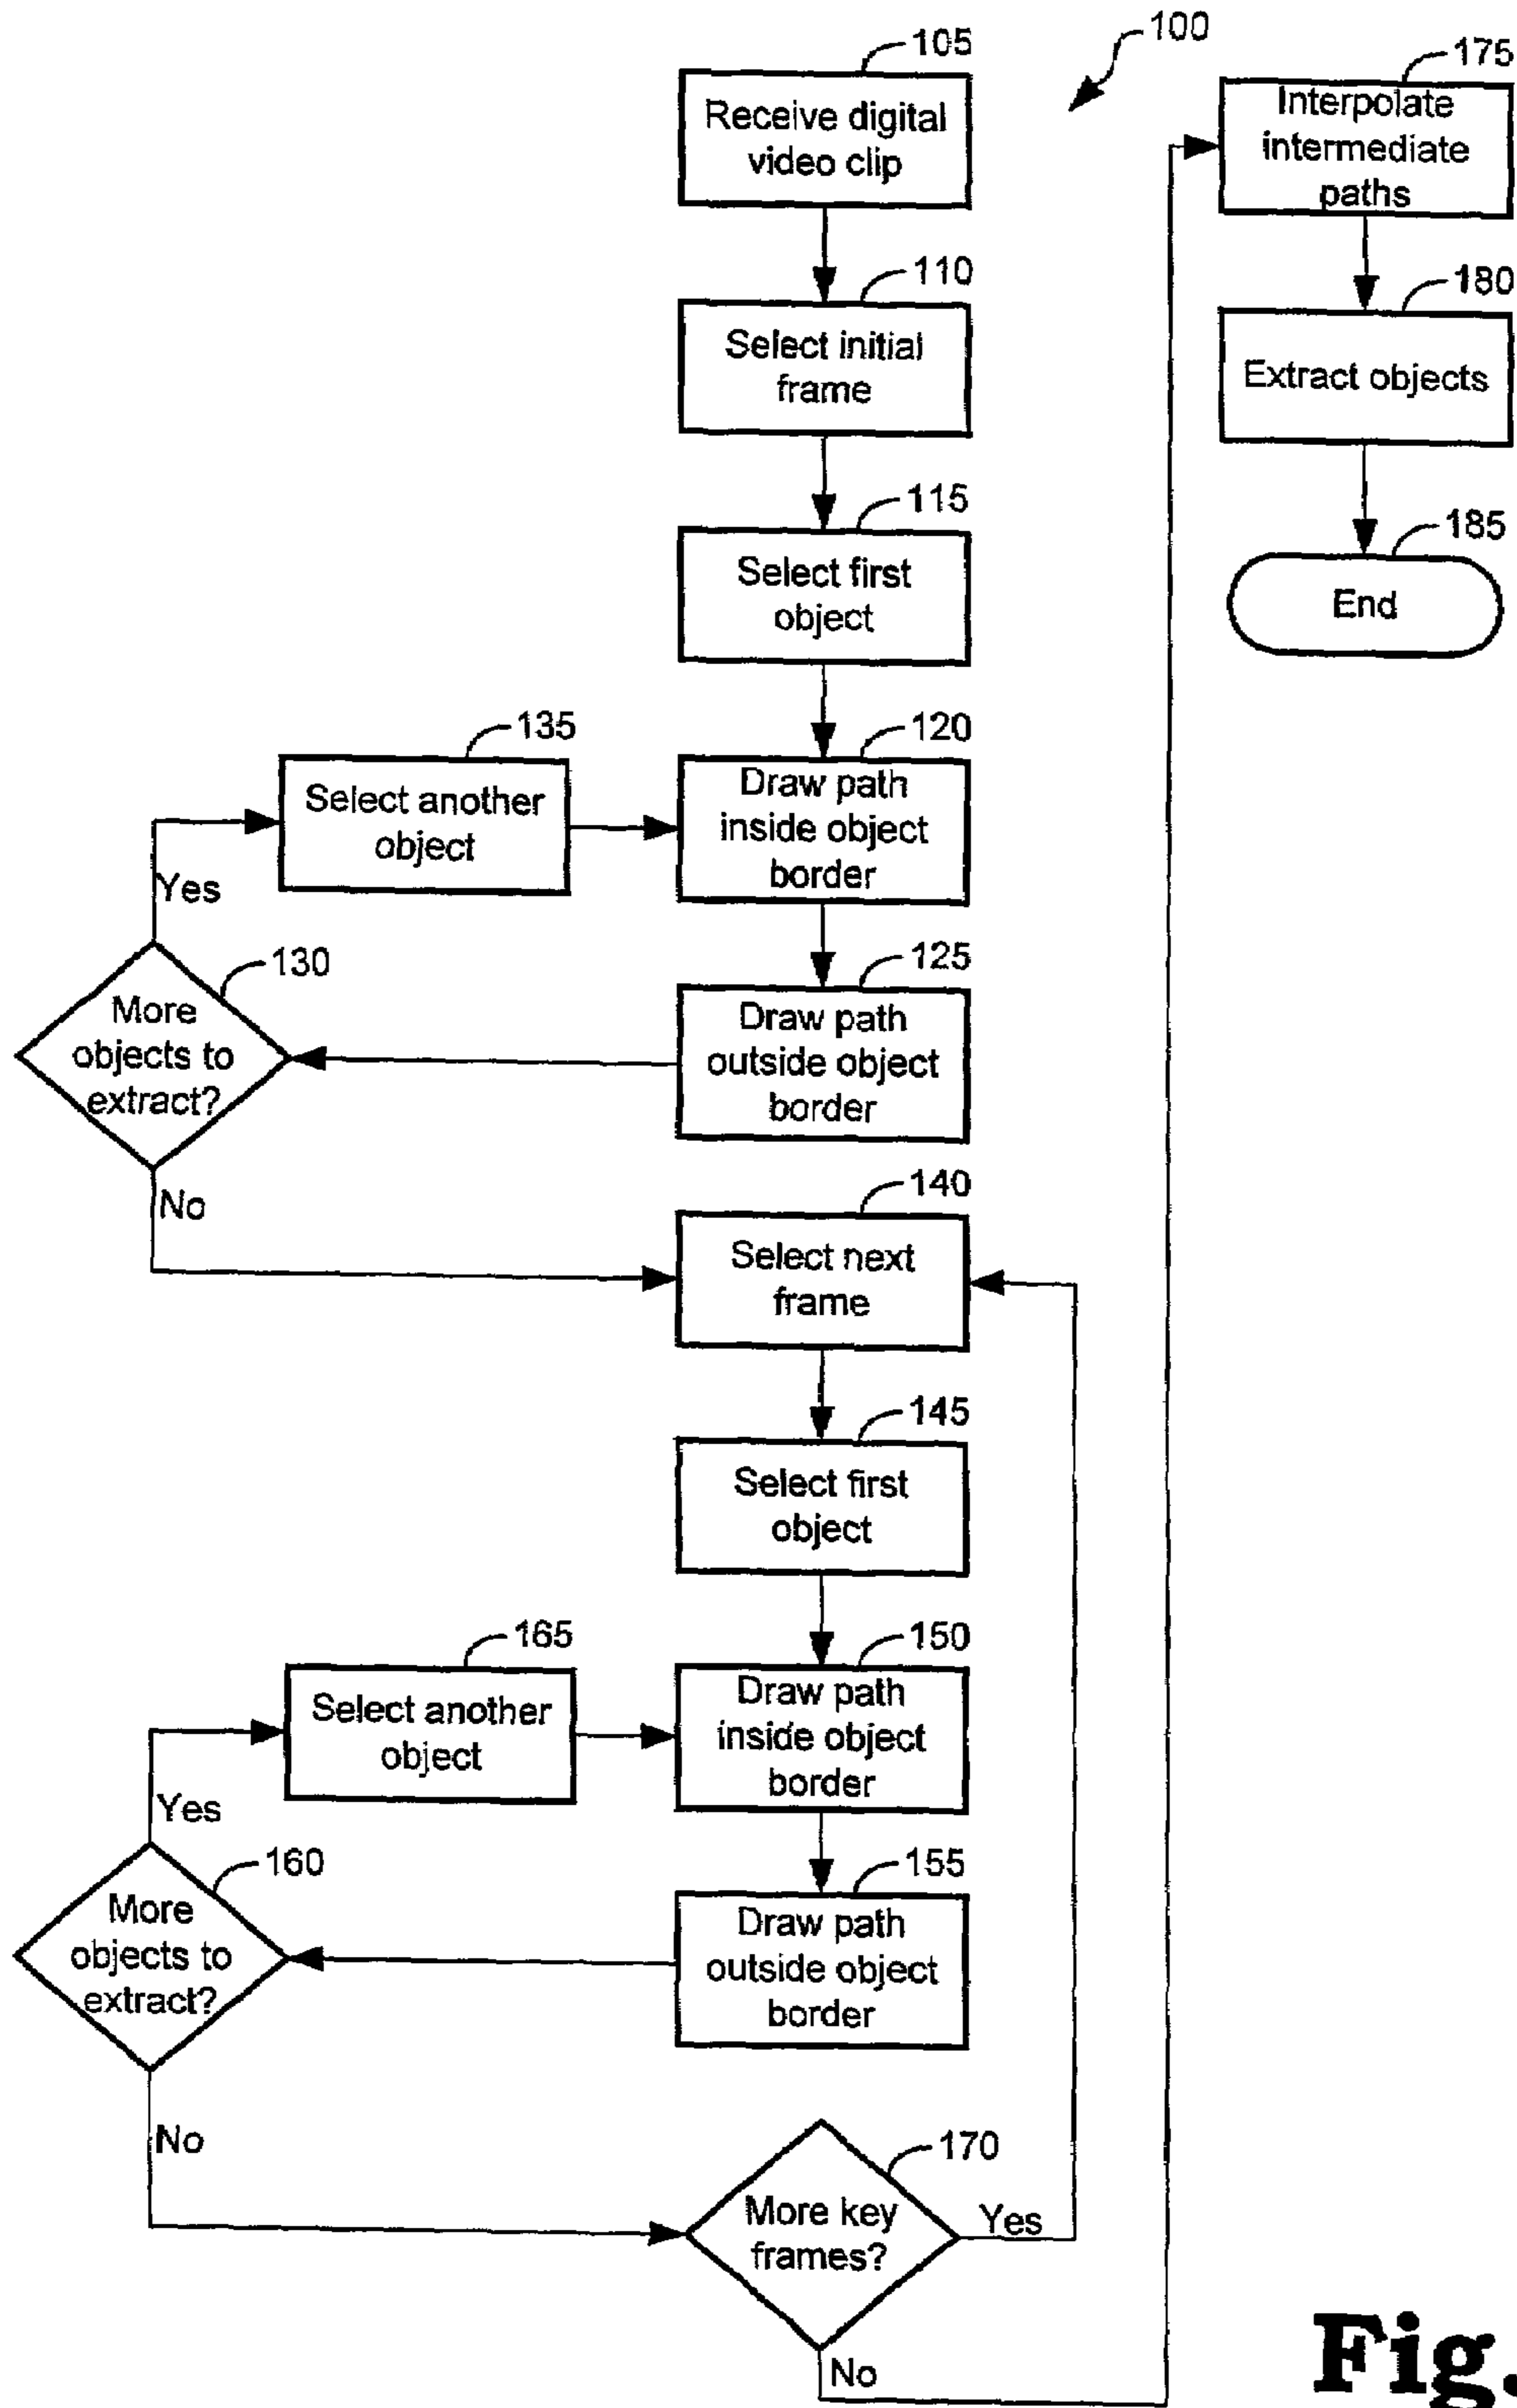 100
105
Receive digital
video clip
110
Select initial
frame
115
Select first
object
120
Draw path
inside object
border
125
Draw path
outside object
border
130
More
objects to
extract?
Yes
No
135
Select another
object
140
Select next
frame
145
Select first
object
150
Draw path
inside object
border
155
Draw path
outside object
border
160
More
objects to
extract?
Yes
No
165
Select another
object
170
More key
frames?
Yes
No
175
Interpolate
intermediate
paths
180
Extract objects
185
End
Fig.